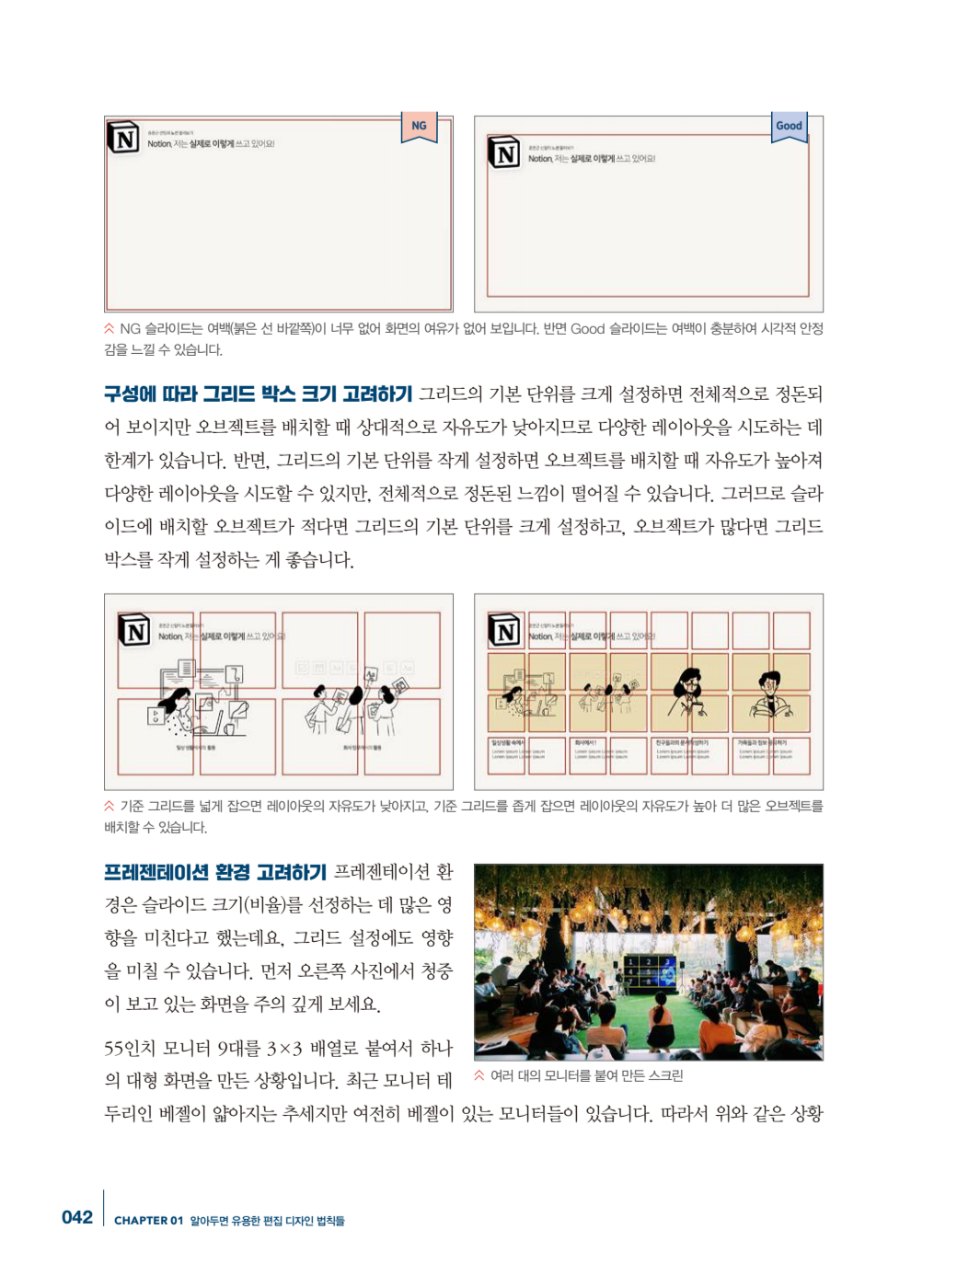 NG
N
Notion, 저는 실제로 이렇게 쓰고 있어요!
Good
N
Notion, 저는 실제로 이렇게 쓰고 있어요!
NG 슬라이드는 여백(붉은 선 바깥쪽)이 너무 없어 화면의 여유가 없어 보입니다. 반면 Good 슬라이드는 여백이 충분하여 시각적 안정
감을 느낄 수 있습니다.
구성에 따라 그리드 박스 크기 고려하기 그리드의 기본 단위를 크게 설정하면 전체적으로 정돈되
어 보이지만 오브젝트를 배치할 때 상대적으로 자유도가 낮아지므로 다양한 레이아웃을 시도하는 데
한계가 있습니다. 반면, 그리드의 기본 단위를 작게 설정하면 오브젝트를 배치할 때 자유도가 높아져
다양한 레이아웃을 시도할 수 있지만, 전체적으로 정돈된 느낌이 떨어질 수 있습니다. 그러므로 슬라
이드에 배치할 오브젝트가 적다면 그리드의 기본 단위를 크게 설정하고, 오브젝트가 많다면 그리드
박스를 작게 설정하는 게 좋습니다.
N
Notion, 저는 실제로 이렇게 쓰고 있어요!
N
Notion, 저는 실제로 이렇게 쓰고 있어요!
회사에서!
Lorem ipsum Lorem ipsum
Lorem ipsum Lorem ipsum
기준 그리드를 넓게 잡으면 레이아웃의 자유도가 낮아지고, 기준 그리드를 좁게 잡으면 레이아웃의 자유도가 높아 더 많은 오브젝트를
배치할 수 있습니다.
프레젠테이션 환경 고려하기 프레젠테이션 환
경은 슬라이드 크기(비율)를 선정하는 데 많은 영
향을 미친다고 했는데요, 그리드 설정에도 영향
을 미칠 수 있습니다. 먼저 오른쪽 사진에서 청중
이 보고 있는 화면을 주의 깊게 보세요.
1 2 3
4 5 6
7 8 9
여러 대의 모니터를 붙여 만든 스크린
55인치 모니터 9대를 3×3 배열로 붙여서 하나
의 대형 화면을 만든 상황입니다. 최근 모니터 테
두리인 베젤이 얇아지는 추세지만 여전히 베젤이 있는 모니터들이 있습니다. 따라서 위와 같은 상황
042
CHAPTER 01 알아두면 유용한 편집 디자인 법칙들